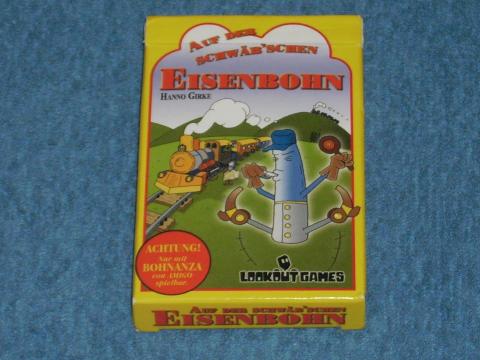 AUF DER
SCHWÄB'SCHEN
EISENBOHN
HANNO GIRKE
ACHTUNG!
Nur mit
BOHNANZA
von AMIGO
spielbar.
LOOKOUT GAMES
AUF DER SCHWÄB'SCHEN
EISENBOHN